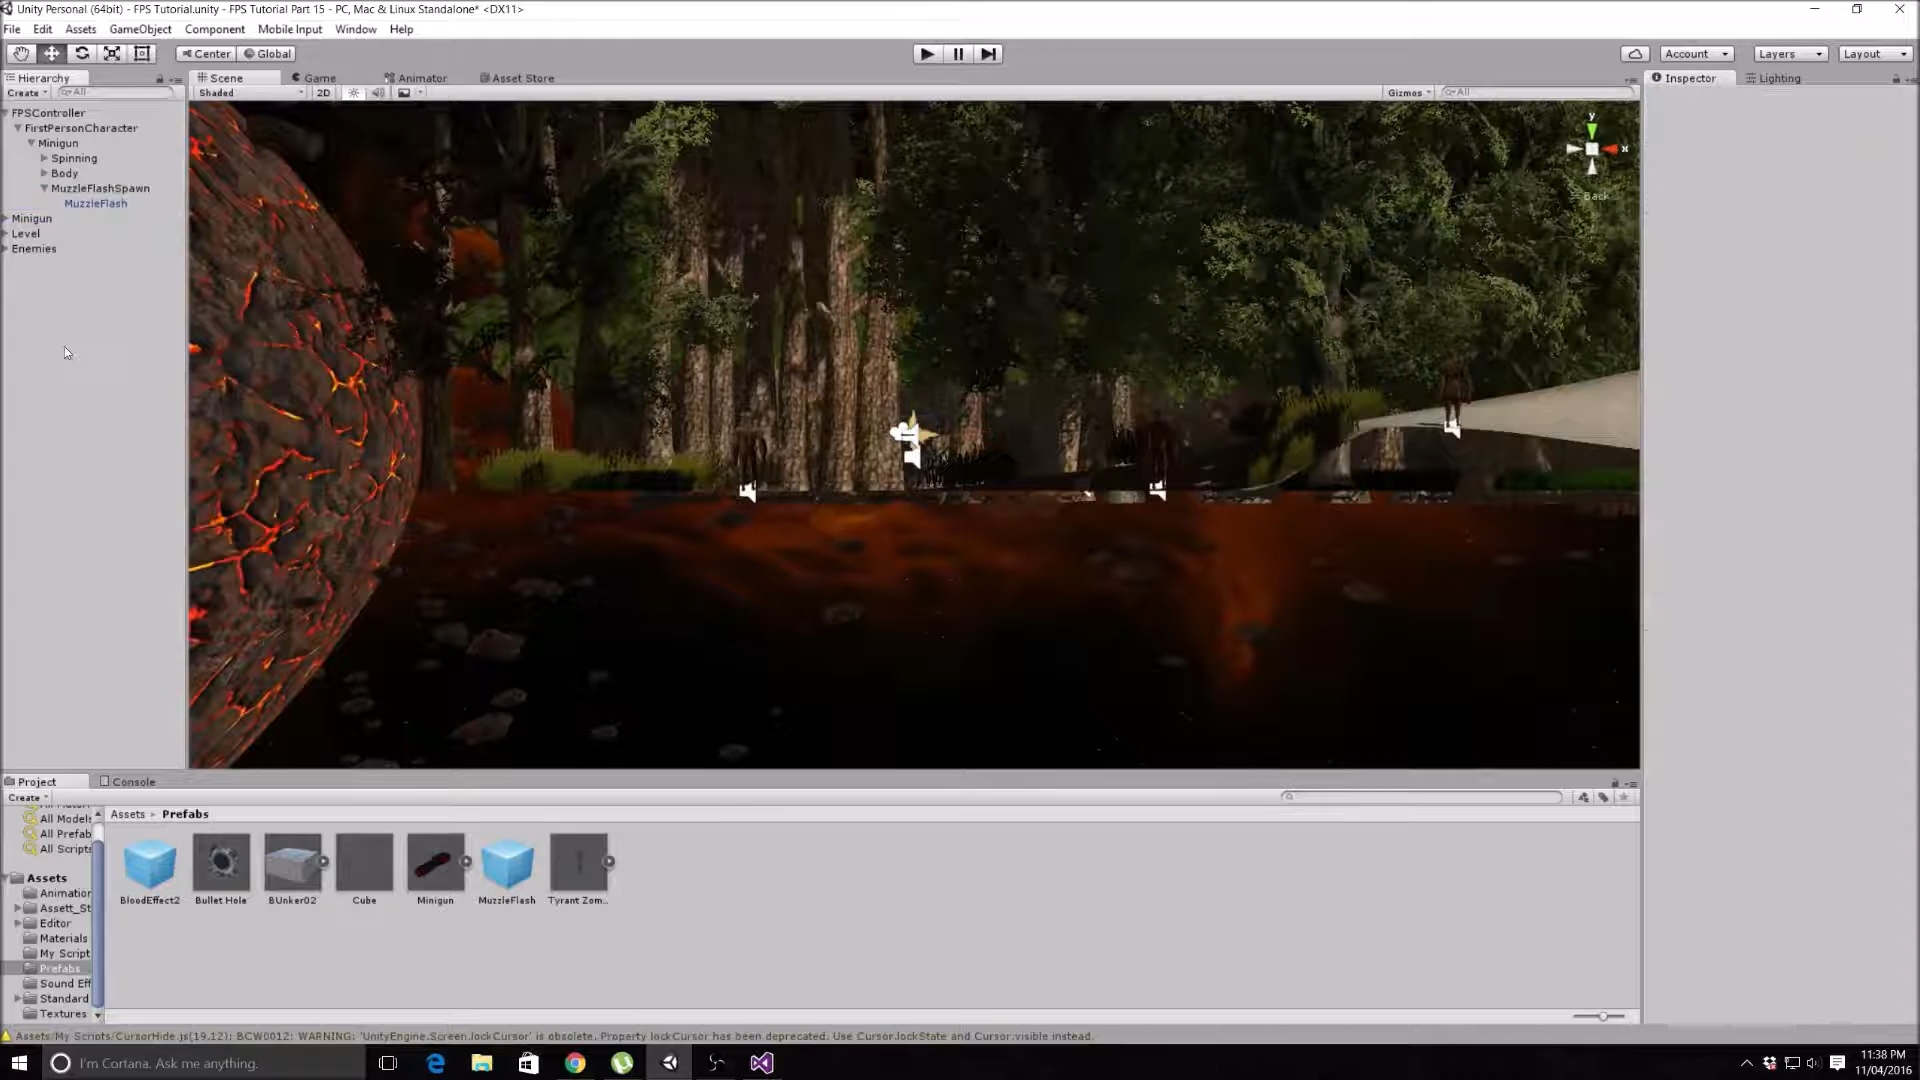 Unity Personal (64bit) - FPS Tutorial.unity - FPS Tutorial Part 15 - PC, Mac & Linux Standalone* <DX11>
File Edit Assets GameObject Component Mobile Input Window Help
Center Global Account Layers Layout
Hierarchy Scene Game Animator Asset Store Inspector Lighting
Create All Shaded 2D Gizmos All
FPSController
FirstPersonCharacter
Minigun
Spinning
Body
MuzzleFlashSpawn
MuzzleFlash
Minigun
Level
Enemies
y
x
Back
Project Console
Create
All Models
All Prefab
All Scripts
Assets
Animation
Assett_St
Editor
Materials
My Script
Prefabs
Sound Eff
Standard
Textures
Assets Prefabs
BloodEffect2 Bullet Hole BUnker02 Cube Minigun MuzzleFlash Tyrant Zom...
Assets/My Scripts/CursorHide.js(19,12): BCW0012: WARNING: 'UnityEngine.Screen.lockCursor' is obsolete. Property lockCursor has been deprecated. Use Cursor.lockState and Cursor.visible instead.
I'm Cortana. Ask me anything.
11:38 PM
11/04/2016